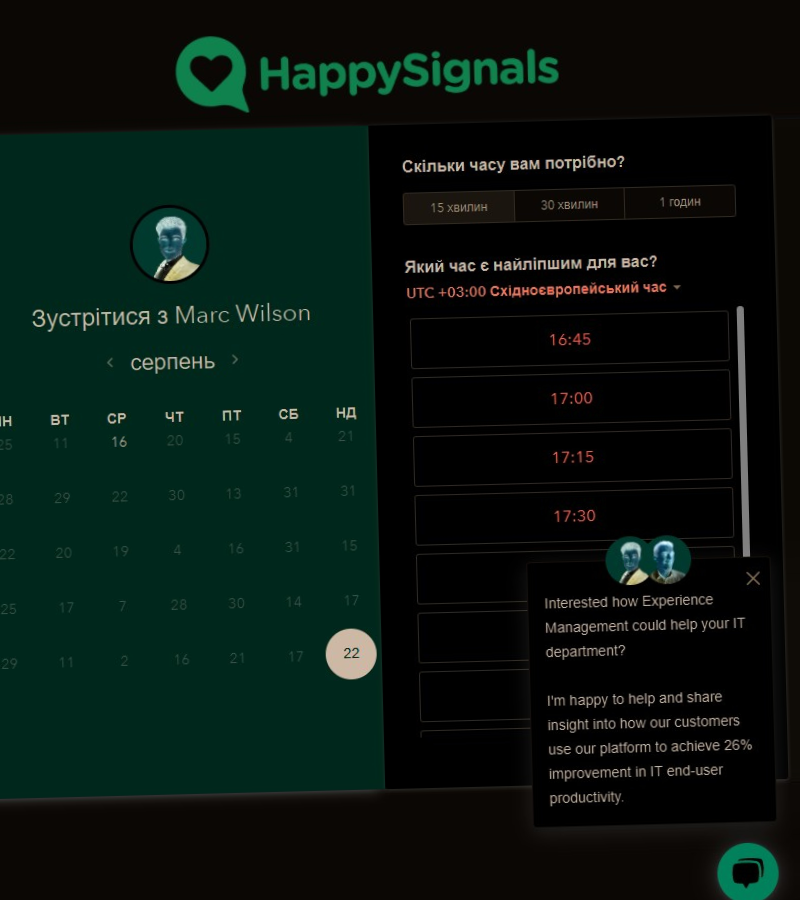 HappySignals
Зустрітися з Marc Wilson
серпень
ВТ СР ЧТ ПТ СБ НД
25 11 16 20 15 4 21
28 29 22 30 13 31 31
22 20 19 4 16 31 15
25 17 7 28 30 14 17
29 11 2 16 21 17 22
Скільки часу вам потрібно?
15 хвилин 30 хвилин 1 годин
Який час є найліпшим для вас?
UTC +03:00 Східноєвропейський час
16:45
17:00
17:15
17:30
Interested how Experience
Management could help your IT
department?
I'm happy to help and share
insight into how our customers
use our platform to achieve 26%
improvement in IT end-user
productivity.